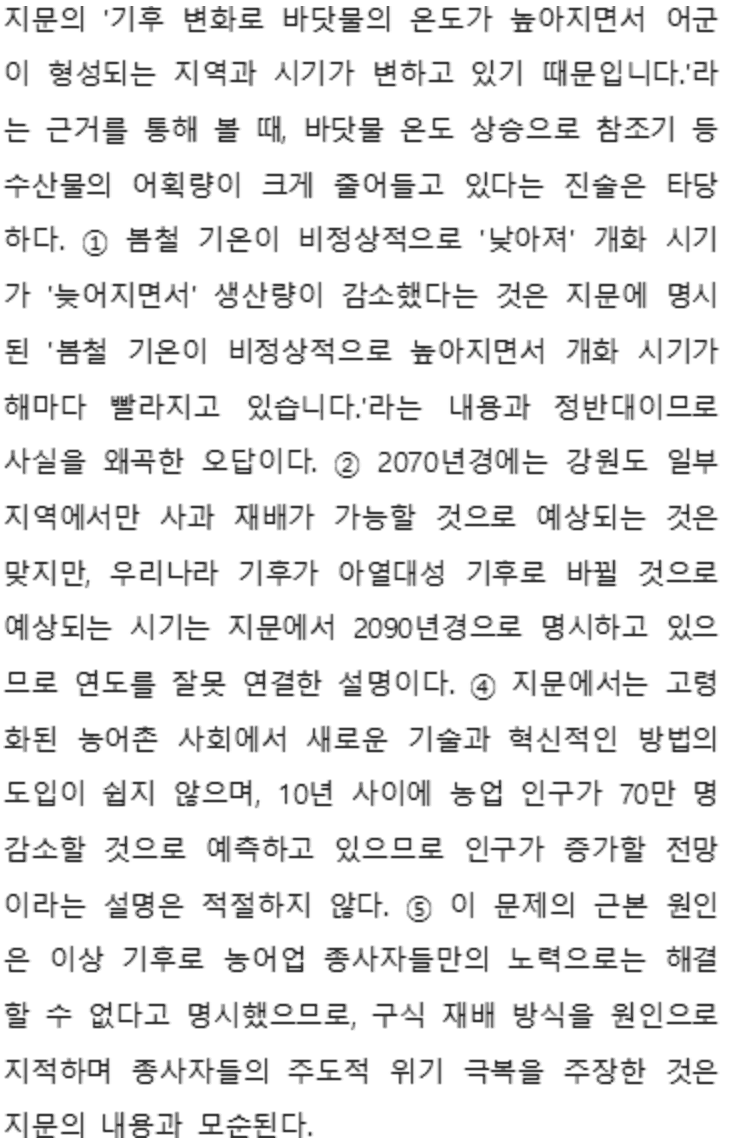 지문의 '기후 변화로 바닷물의 온도가 높아지면서 어군
이 형성되는 지역과 시기가 변하고 있기 때문입니다.'라
는 근거를 통해 볼 때, 바닷물 온도 상승으로 참조기 등
수산물의 어획량이 크게 줄어들고 있다는 진술은 타당
하다. ① 봄철 기온이 비정상적으로 '낮아져' 개화 시기
가 '늦어지면서' 생산량이 감소했다는 것은 지문에 명시
된 '봄철 기온이 비정상적으로 높아지면서 개화 시기가
해마다 빨라지고 있습니다.'라는 내용과 정반대이므로
사실을 왜곡한 오답이다. ② 2070년경에는 강원도 일부
지역에서만 사과 재배가 가능할 것으로 예상되는 것은
맞지만, 우리나라 기후가 아열대성 기후로 바뀔 것으로
예상되는 시기는 지문에서 2090년경으로 명시하고 있으
므로 연도를 잘못 연결한 설명이다. ④ 지문에서는 고령
화된 농어촌 사회에서 새로운 기술과 혁신적인 방법의
도입이 쉽지 않으며, 10년 사이에 농업 인구가 70만 명
감소할 것으로 예측하고 있으므로 인구가 증가할 전망
이라는 설명은 적절하지 않다. ⑤ 이 문제의 근본 원인
은 이상 기후로 농어업 종사자들만의 노력으로는 해결
할 수 없다고 명시했으므로, 구식 재배 방식을 원인으로
지적하며 종사자들의 주도적 위기 극복을 주장한 것은
지문의 내용과 모순된다.